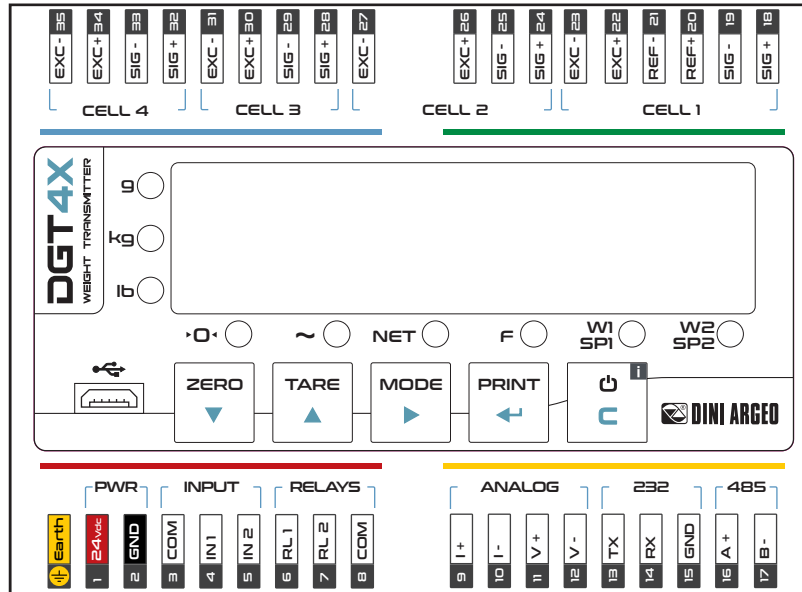 35 EXC -
34 EXC+
33 SIG -
32 SIG +
31 EXC -
30 EXC+
29 SIG -
28 SIG +
27 EXC -
26 EXC +
25 SIG -
24 SIG +
23 EXC -
22 EXC +
21 REF -
20 REF+
19 SIG -
18 SIG +
CELL 4
CELL 3
CELL 2
CELL 1
DGT4X
WEIGHT TRANSMITTER
g
kg
lb
0
~
NET
F
W1
SP1
W2
SP2
ZERO
TARE
MODE
PRINT
i
C
DINI ARGEO
PWR
INPUT
RELAYS
ANALOG
232
485
Earth
1 24vdc
2 GND
3 COM
4 IN1
5 IN 2
6 RL 1
7 RL 2
8 COM
9 I+
10 I-
11 V+
12 V-
13 TX
14 RX
15 GND
16 A +
17 B -